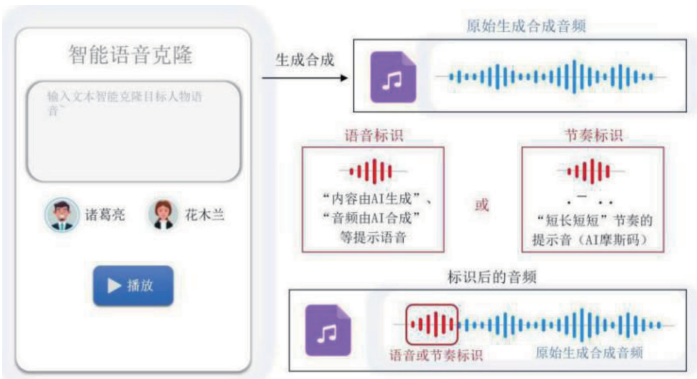 智能语音克隆
输入文本智能克隆目标人物语
音
诸葛亮
花木兰
播放
生成合成
原始生成合成音频
语音标识
“内容由AI生成”、
“音频由AI合成”
等提示语音
或
节奏标识
“短长短短”节奏的
提示音（AI摩斯码）
标识后的音频
语音或节奏标识
原始生成合成音频